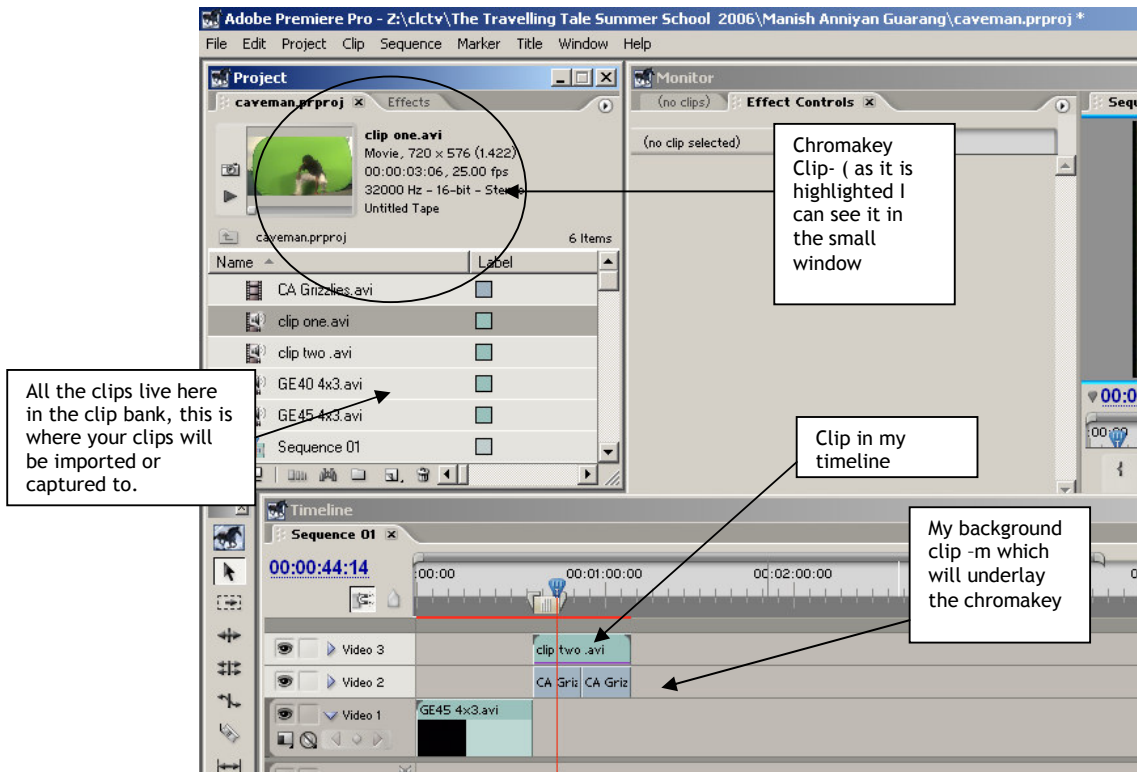 Adobe Premiere Pro - Z:\clctv\The Travelling Tale Summer School 2006\Manish Anniyan Guarang\caveman.prproj *
File Edit Project Clip Sequence Marker Title Window Help
Project
caveman.prproj
Effects
clip one.avi
Movie, 720 x 576 (1.422)
00:00:03:06, 25.00 fps
32000 Hz - 16-bit - Stereo
Untitled Tape
caveman.prproj
6 Items
Name
Label
CA Grizzlies.avi
clip one.avi
clip two .avi
GE40 4x3.avi
GE45 4x3.avi
Sequence 01
Monitor
(no clips)
Effect Controls
(no clip selected)
Chromakey
Clip- ( as it is
highlighted I
can see it in
the small
window
Sequ
00:0
:00:00
All the clips live here
in the clip bank, this is
where your clips will
be imported or
captured to.
Clip in my
timeline
My background
clip –m which
will underlay
the chromakey
Timeline
Sequence 01
00:00:44:14
:00:00
00:01:00:00
00:02:00:00
0
Video 3
clip two .avi
Video 2
CA Griz
CA Griz
Video 1
GE45 4x3.avi